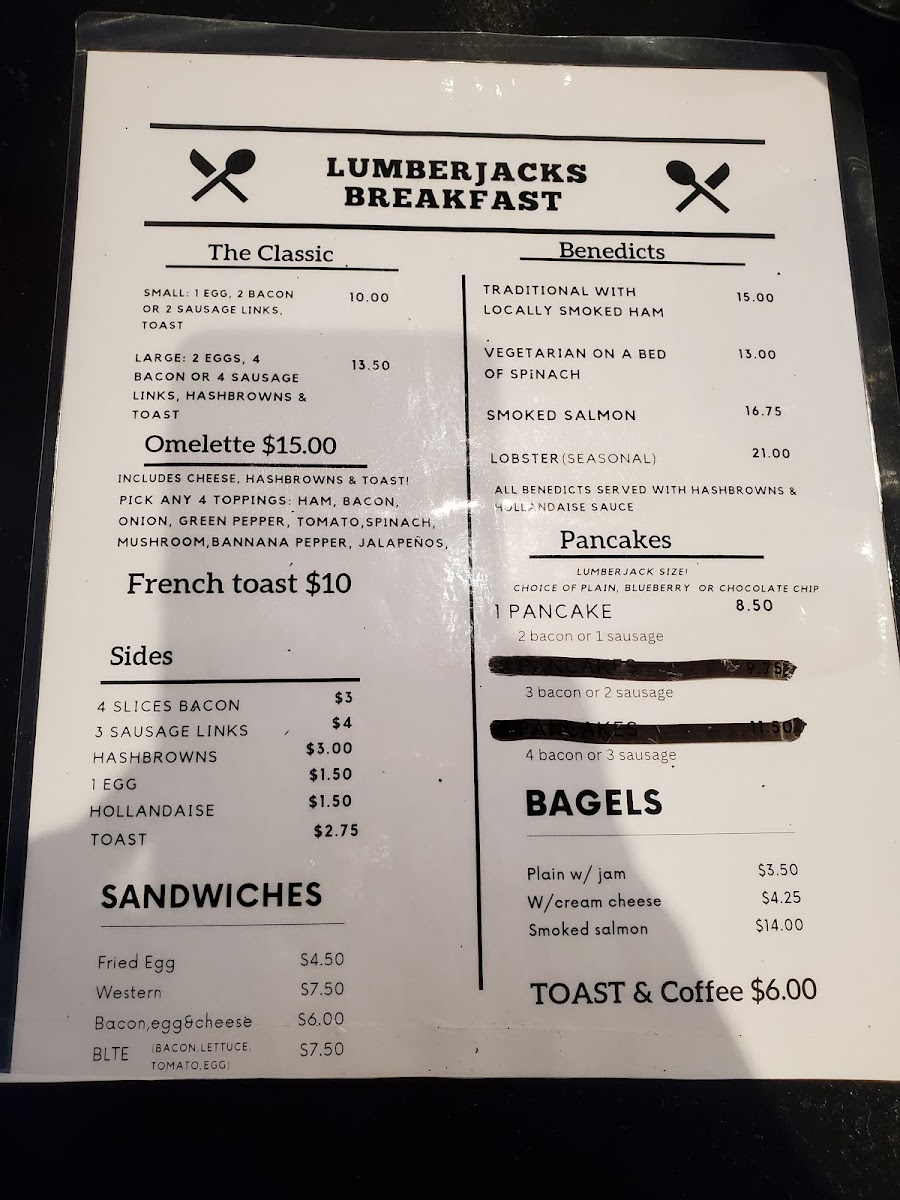 LUMBERJACKS
BREAKFAST
The Classic
SMALL: 1 EGG, 2 BACON 10.00
OR 2 SAUSAGE LINKS,
TOAST
LARGE: 2 EGGS, 4 13.50
BACON OR 4 SAUSAGE
LINKS, HASHBROWNS &
TOAST
Omelette $15.00
INCLUDES CHEESE, HASHBROWNS & TOAST!
PICK ANY 4 TOPPINGS: HAM, BACON,
ONION, GREEN PEPPER, TOMATO,SPINACH,
MUSHROOM,BANNANA PEPPER, JALAPEÑOS,
French toast $10
Sides
4 SLICES BACON $3
3 SAUSAGE LINKS $4
HASHBROWNS $3.00
1 EGG $1.50
HOLLANDAISE $1.50
TOAST $2.75
SANDWICHES
Fried Egg $4.50
Western $7.50
Bacon,egg&cheese $6.00
BLTE (BACON,LETTUCE, $7.50
TOMATO,EGG)
Benedicts
TRADITIONAL WITH 15.00
LOCALLY SMOKED HAM
VEGETARIAN ON A BED 13.00
OF SPINACH
SMOKED SALMON 16.75
LOBSTER(SEASONAL) 21.00
ALL BENEDICTS SERVED WITH HASHBROWNS &
HOLLANDAISE SAUCE
Pancakes
LUMBERJACK SIZE!
CHOICE OF PLAIN, BLUEBERRY OR CHOCOLATE CHIP
1 PANCAKE 8.50
2 bacon or 1 sausage
PANCAKES 9.75
3 bacon or 2 sausage
PANCAKES 11.50
4 bacon or 3 sausage
BAGELS
Plain w/ jam $3.50
W/cream cheese $4.25
Smoked salmon $14.00
TOAST & Coffee $6.00